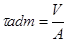 τadm = V/A